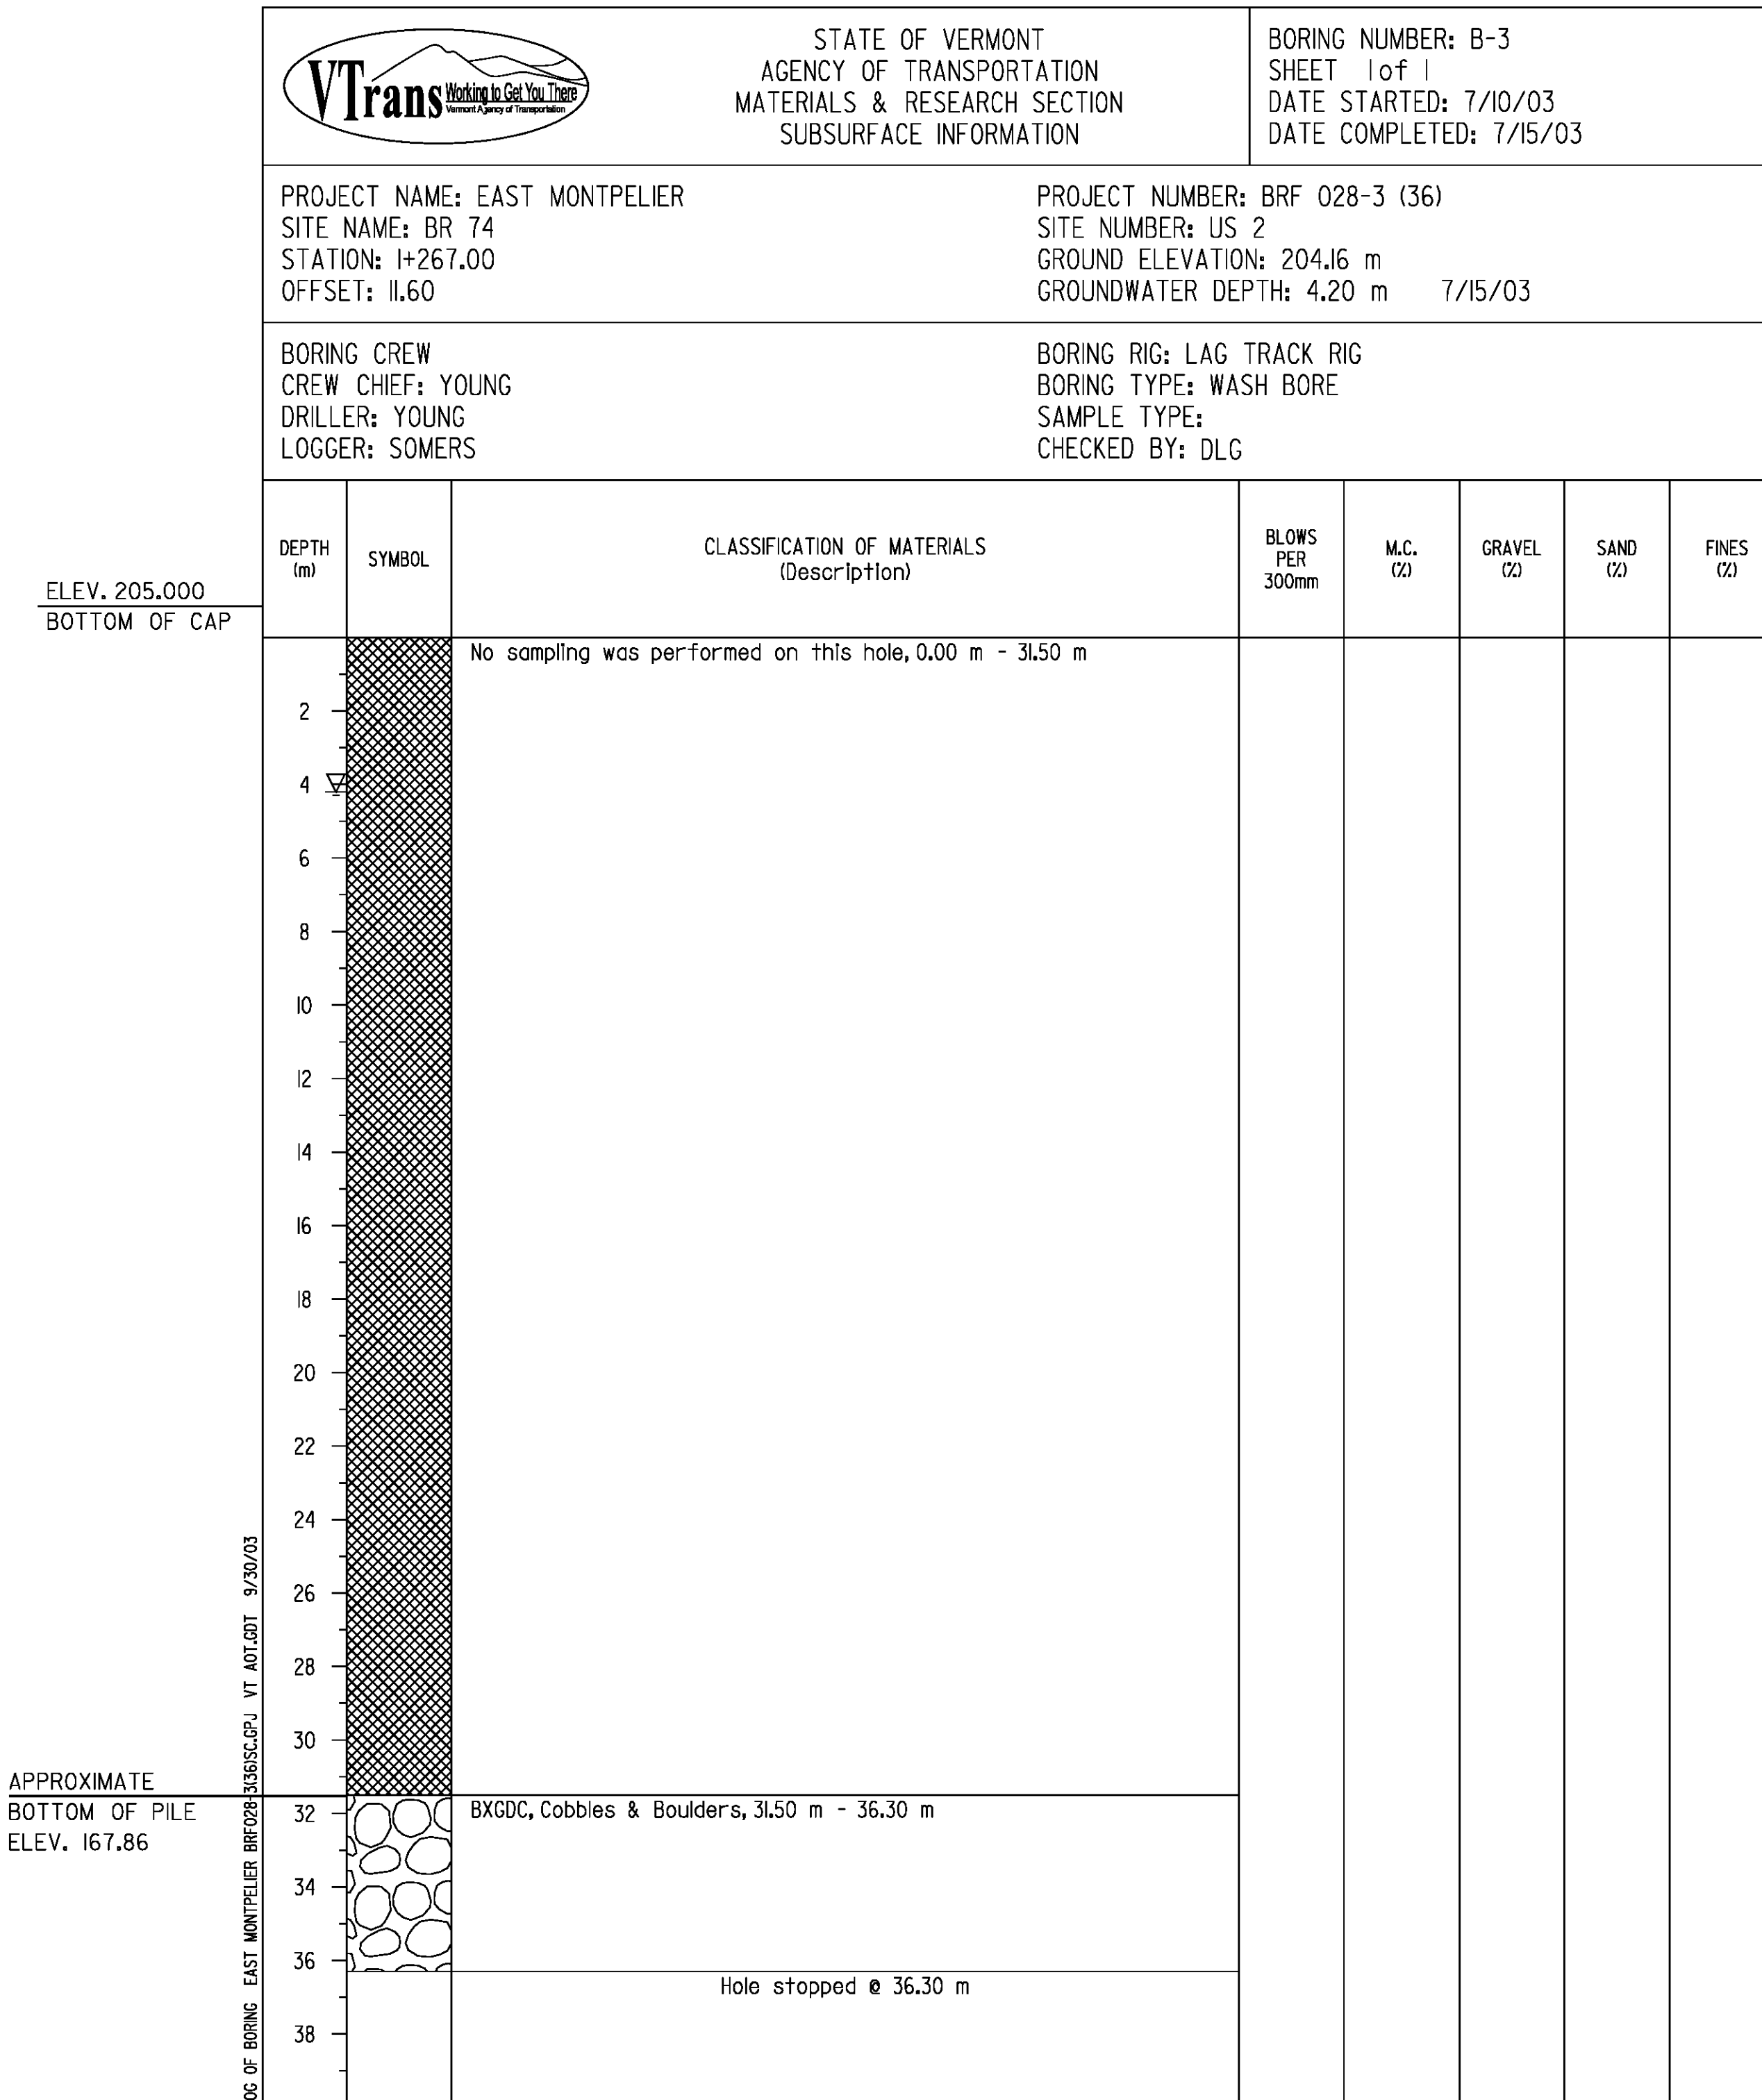 VTrans Working to Get You There
Vermont Agency of Transportation
STATE OF VERMONT
AGENCY OF TRANSPORTATION
MATERIALS & RESEARCH SECTION
SUBSURFACE INFORMATION
BORING NUMBER: B-3
SHEET 1 of 1
DATE STARTED: 7/10/03
DATE COMPLETED: 7/15/03
PROJECT NAME: EAST MONTPELIER
SITE NAME: BR 74
STATION: 1+267.00
OFFSET: 11.60
PROJECT NUMBER: BRF 028-3 (36)
SITE NUMBER: US 2
GROUND ELEVATION: 204.16 m
GROUNDWATER DEPTH: 4.20 m 7/15/03
BORING CREW
CREW CHIEF: YOUNG
DRILLER: YOUNG
LOGGER: SOMERS
BORING RIG: LAG TRACK RIG
BORING TYPE: WASH BORE
SAMPLE TYPE:
CHECKED BY: DLG
DEPTH
(m)
SYMBOL
CLASSIFICATION OF MATERIALS
(Description)
BLOWS
PER
300mm
M.C.
(%)
GRAVEL
(%)
SAND
(%)
FINES
(%)
ELEV. 205.000
BOTTOM OF CAP
No sampling was performed on this hole, 0.00 m - 31.50 m
2
4
6
8
10
12
14
16
18
20
22
24
26
28
30
APPROXIMATE
BOTTOM OF PILE
ELEV. 167.86
32
BXGDC, Cobbles & Boulders, 31.50 m - 36.30 m
34
36
Hole stopped @ 36.30 m
38
OG OF BORING EAST MONTPELIER BRF028-3(36)SC.GPJ VT AOT.GDT 9/30/03